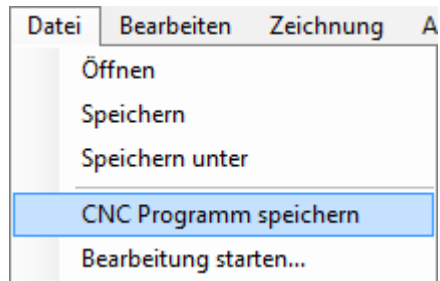 Datei Bearbeiten Zeichnung A
Öffnen
Speichern
Speichern unter
CNC Programm speichern
Bearbeitung starten...